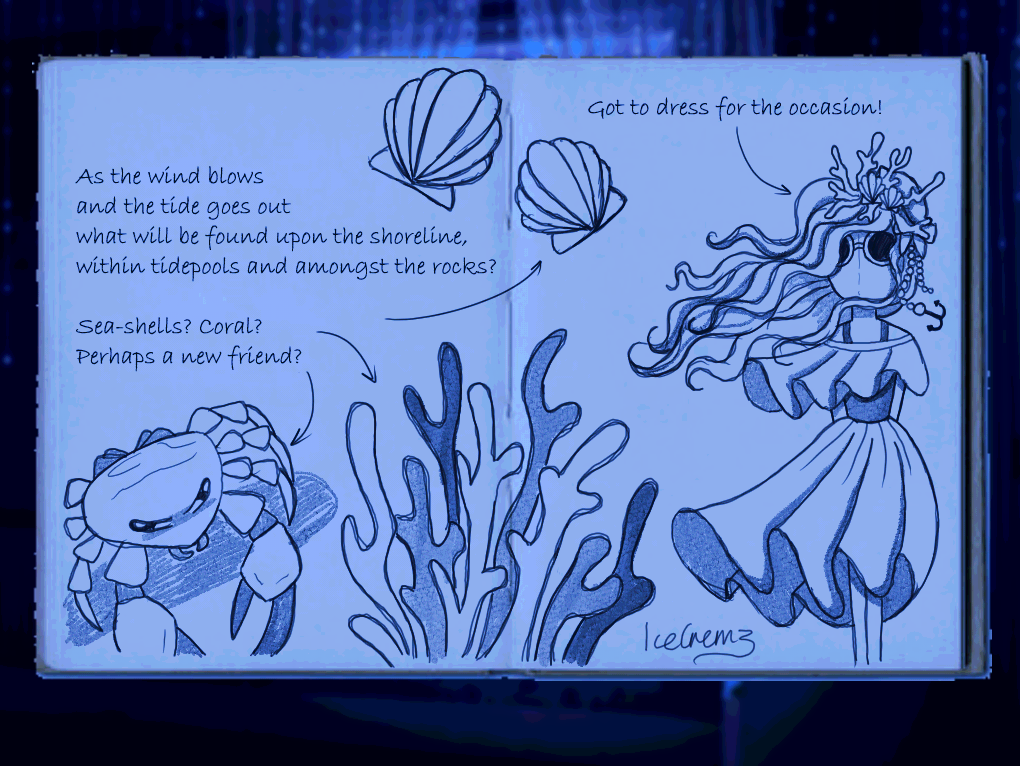 As the wind blows
and the tide goes out
what will be found upon the shoreline,
within tidepools and amongst the rocks?
Sea-shells? Coral?
Perhaps a new friend?
Got to dress for the occasion!
IceCremz